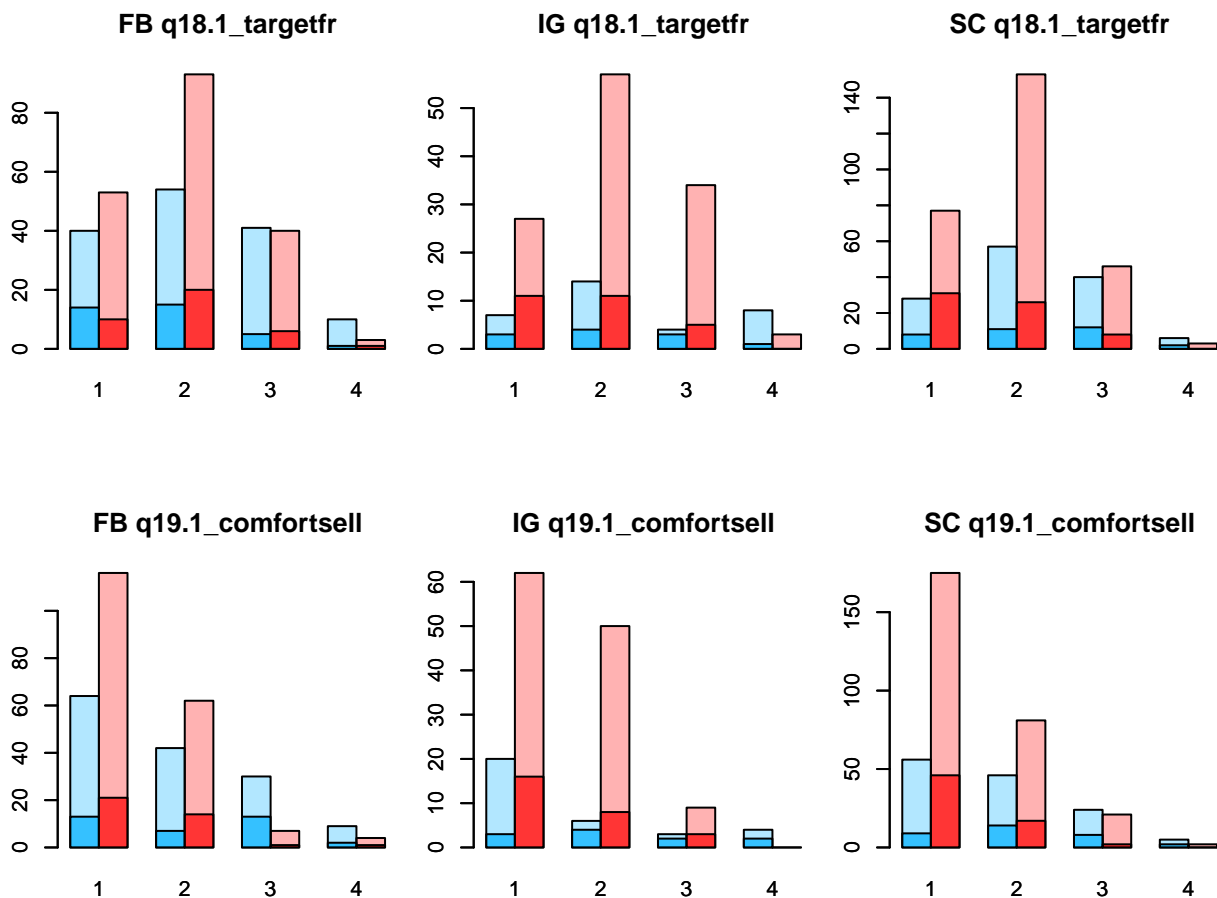 FB q18.1_targetfr
IG q18.1_targetfr
SC q18.1_targetfr
0 20 40 60 80
0 10 20 30 40 50
0 20 60 100 140
1 2 3 4
1 2 3 4
1 2 3 4
FB q19.1_comfortsell
IG q19.1_comfortsell
SC q19.1_comfortsell
0 20 40 60 80
0 10 20 30 40 50 60
0 50 100 150
1 2 3 4
1 2 3 4
1 2 3 4